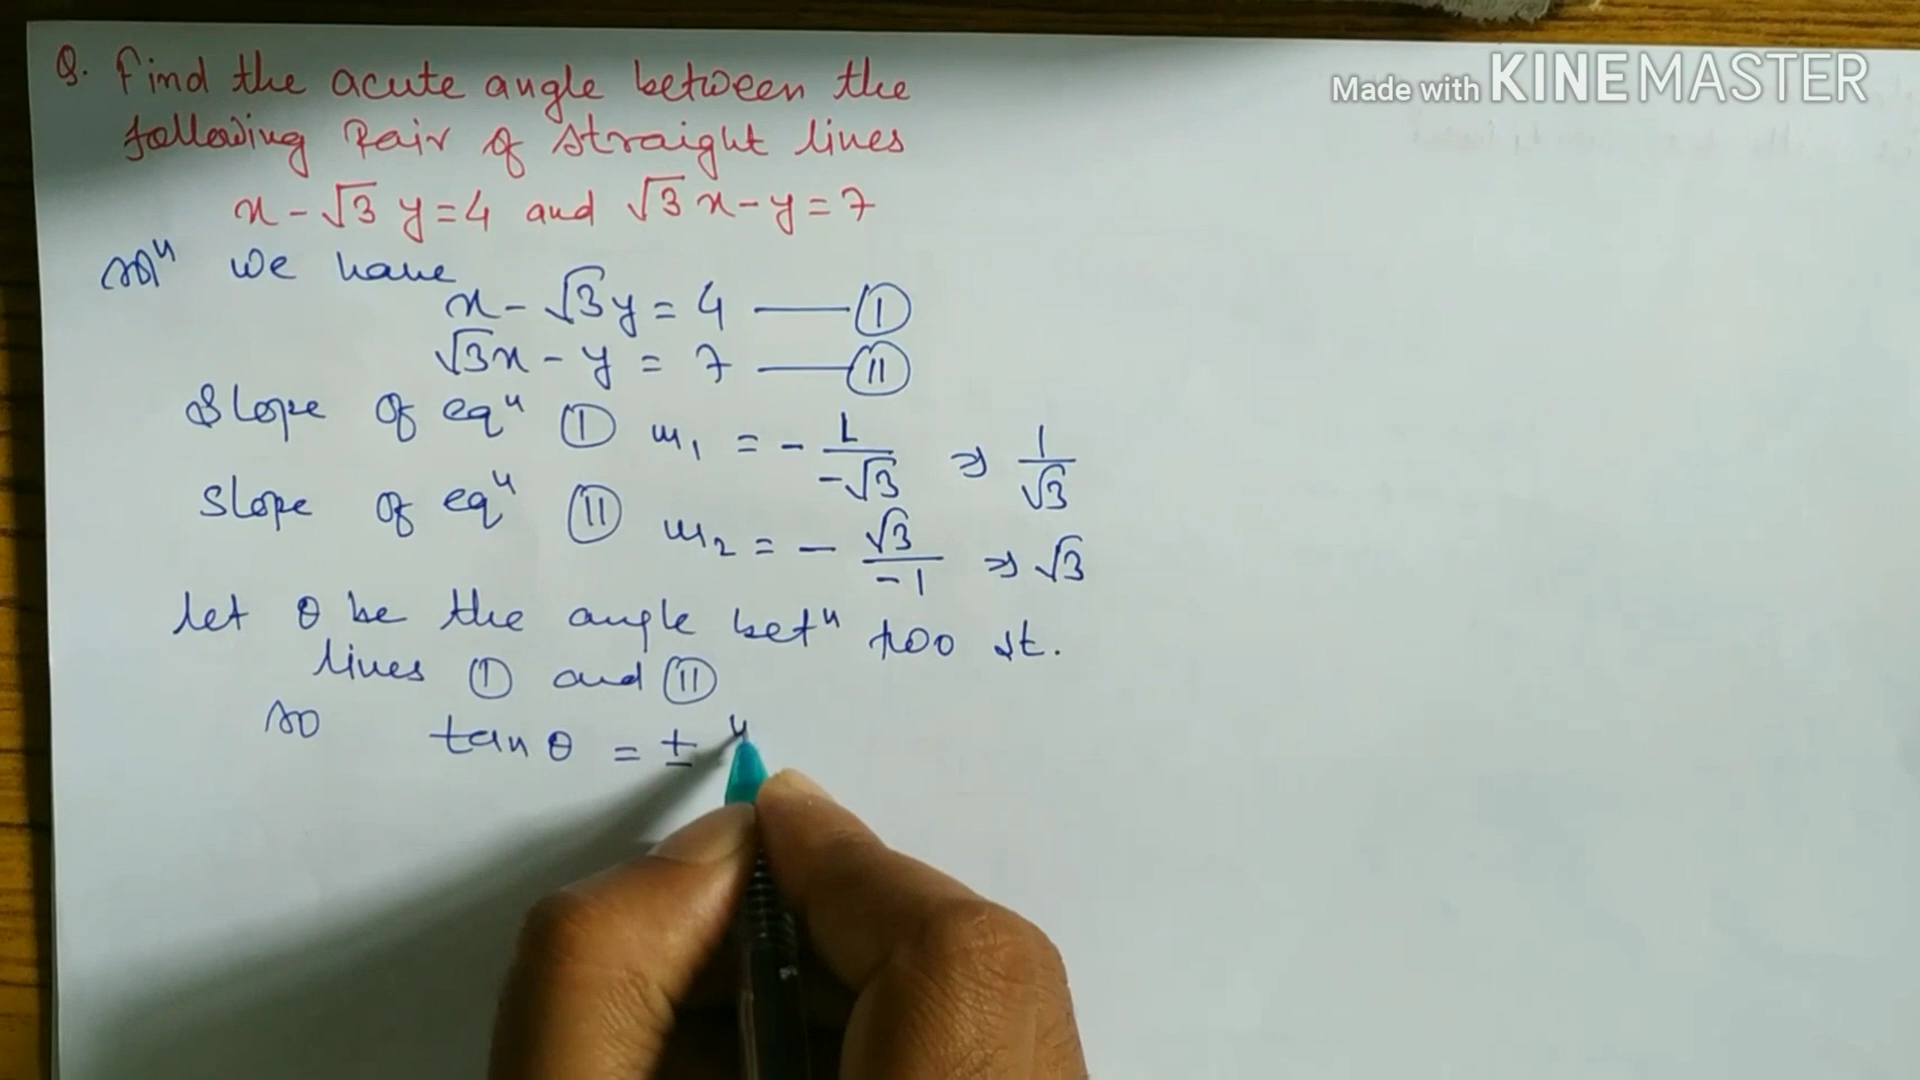 Q. Find the acute angle between the
following Pair of straight lines
x - √3 y = 4 and √3 x - y = 7
Made with KINEMASTER
solⁿ we have
x - √3y = 4 —— (I)
√3x - y = 7 —— (II)
Slope of eqⁿ (I) m₁ = - 1/-√3 ⇒ 1/√3
Slope of eqⁿ (II) m₂ = - √3/-1 ⇒ √3
let θ be the angle betⁿ two st.
lines (I) and (II)
so tan θ = ±